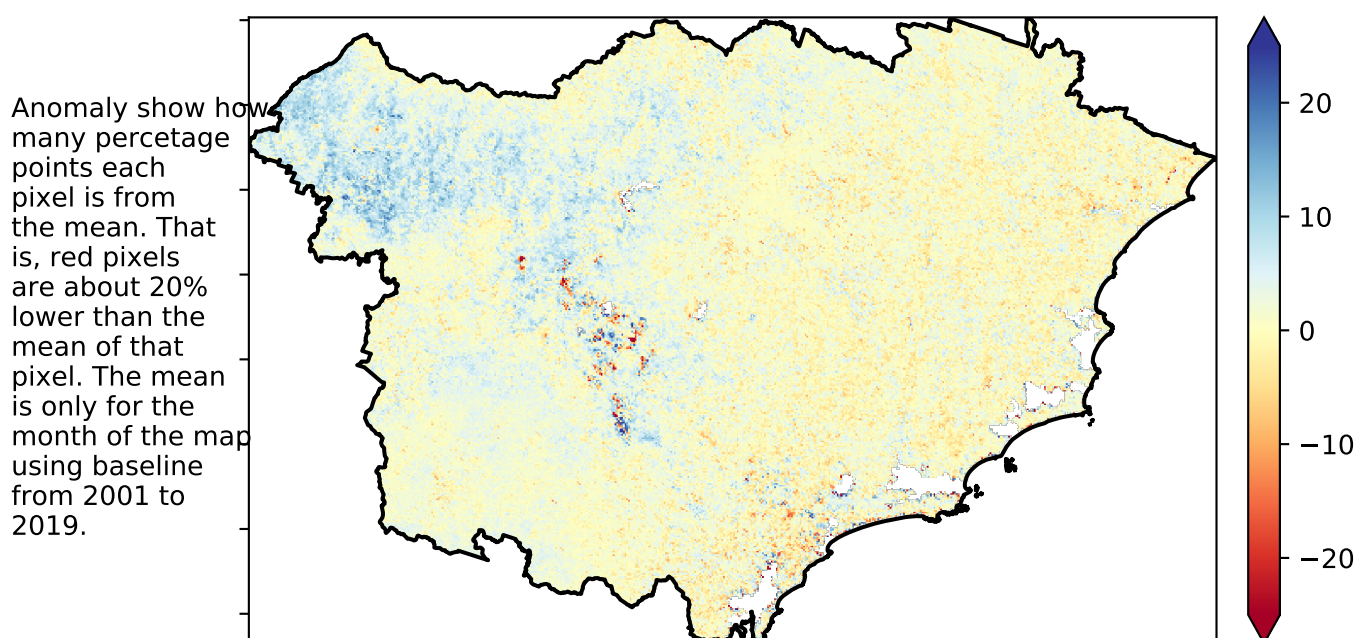 Anomaly show how
many percetage
points each
pixel is from
the mean. That
is, red pixels
are about 20%
lower than the
mean of that
pixel. The mean
is only for the
month of the map
using baseline
from 2001 to
2019.
20
10
0
−10
−20